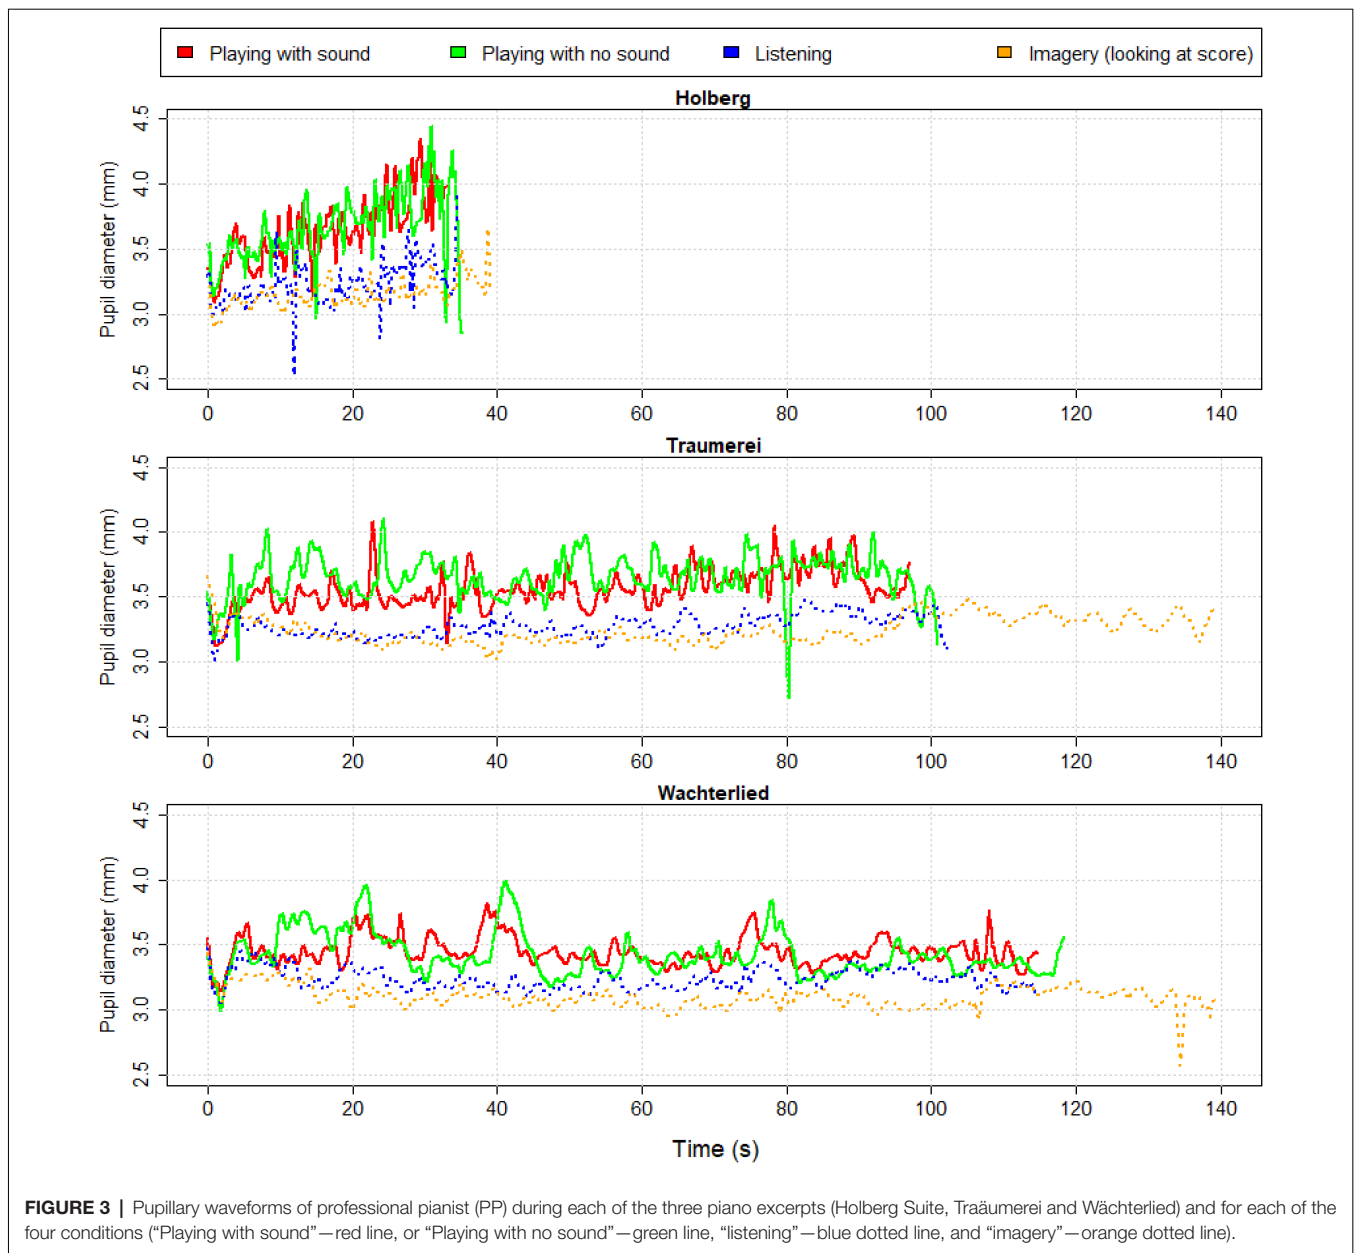 Playing with sound Playing with no sound Listening Imagery (looking at score)
Holberg
Pupil diameter (mm)
4.5
4.0
3.5
3.0
2.5
0 20 40 60 80 100 120 140
Traumerei
Pupil diameter (mm)
4.5
4.0
3.5
3.0
2.5
0 20 40 60 80 100 120 140
Wachterlied
Pupil diameter (mm)
4.5
4.0
3.5
3.0
2.5
0 20 40 60 80 100 120 140
Time (s)
FIGURE 3 | Pupillary waveforms of professional pianist (PP) during each of the three piano excerpts (Holberg Suite, Traäumerei and Wächterlied) and for each of the
four conditions (“Playing with sound”—red line, or “Playing with no sound”—green line, “listening”—blue dotted line, and “imagery”—orange dotted line).